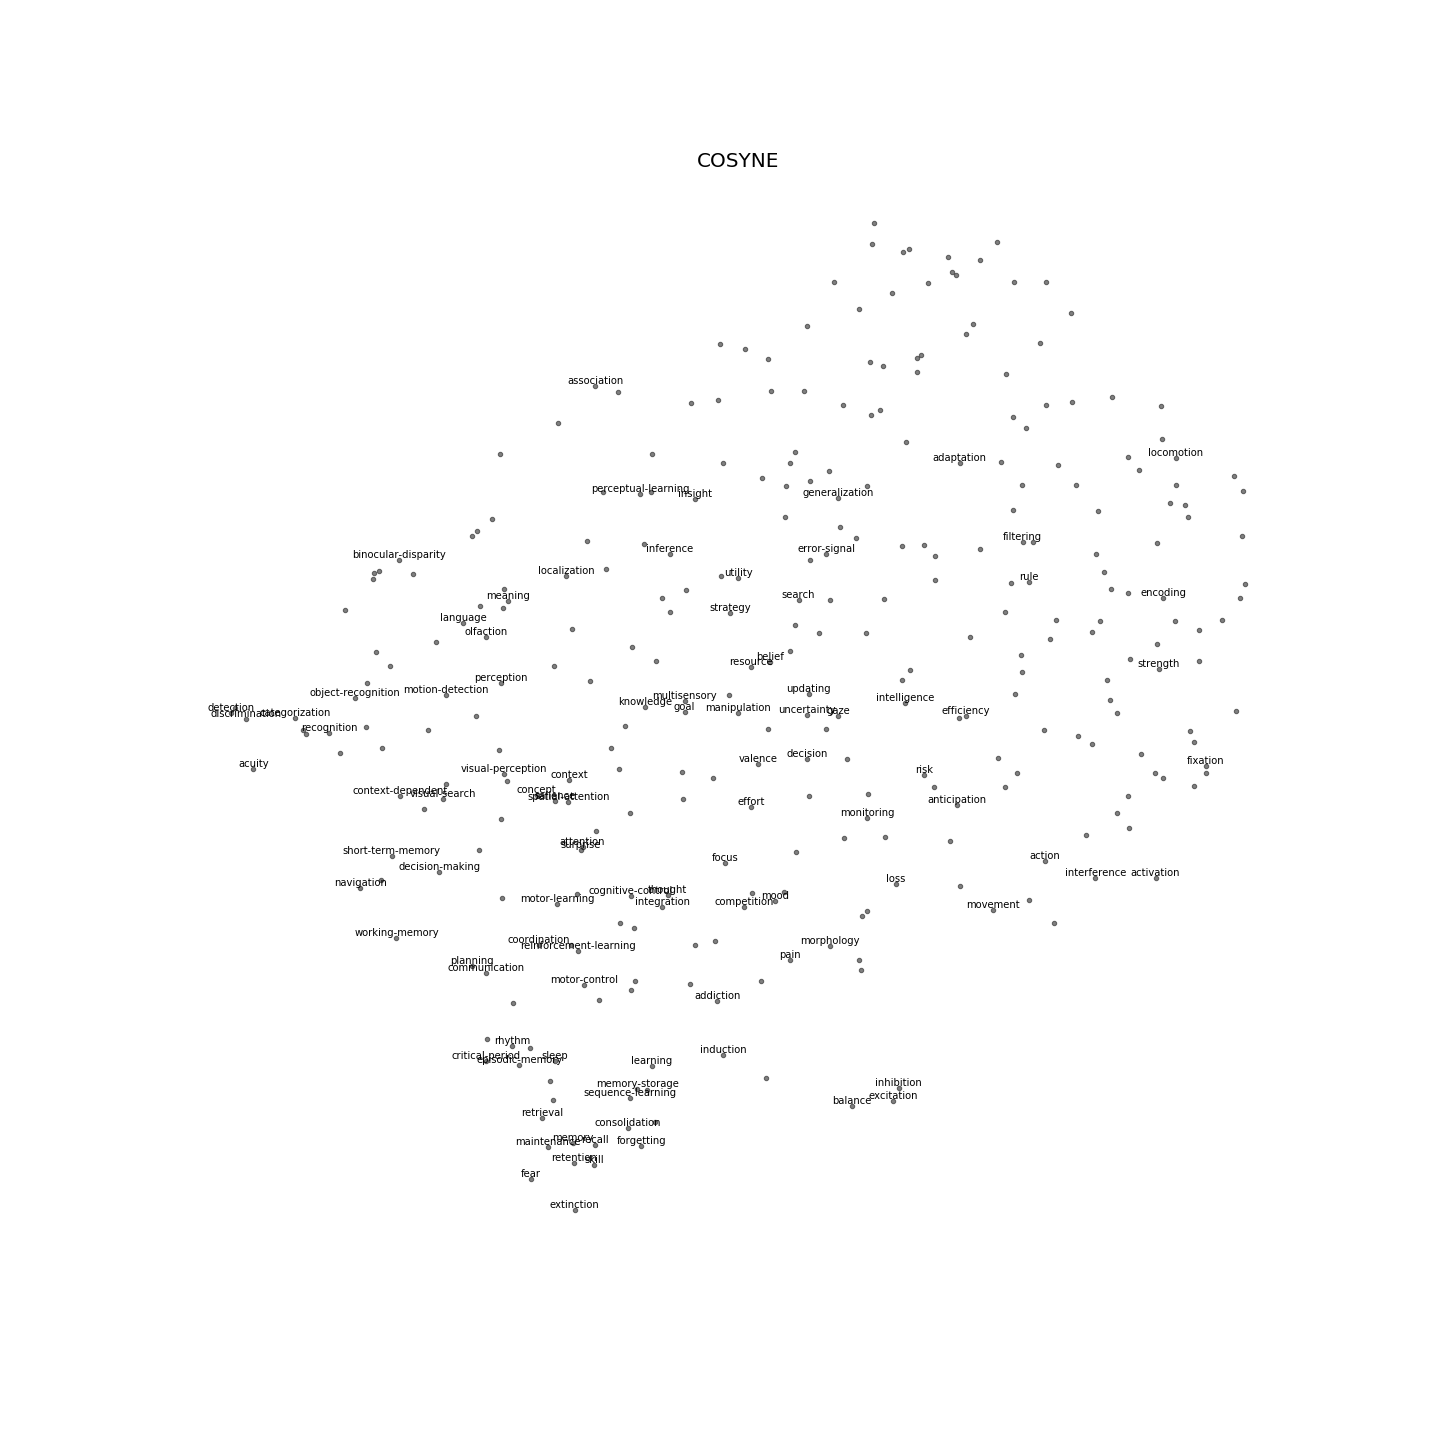 COSYNE
association
adaptation
locomotion
perceptual-learning
insight
generalization
filtering
binocular-disparity
inference
error-signal
localization
utility
rule
meaning
search
encoding
strategy
language
olfaction
belief
resource
strength
perception
object-recognition
motion-detection
updating
multisensory
knowledge
goal
manipulation
uncertainty
gaze
intelligence
efficiency
detection
discrimination
categorization
recognition
acuity
visual-perception
context
valence
decision
risk
fixation
context-dependent
visual-search
concept
spatial-attention
effort
anticipation
monitoring
attention
surprise
short-term-memory
decision-making
focus
action
interference
activation
navigation
loss
motor-learning
cognitive-control
thought
integration
competition
mood
movement
working-memory
coordination
reinforcement-learning
morphology
pain
planning
communication
motor-control
addiction
rhythm
critical-period
episodic-memory
sleep
learning
induction
memory-storage
sequence-learning
inhibition
excitation
balance
retrieval
consolidation
memory
recall
maintenance
forgetting
retention
skill
fear
extinction